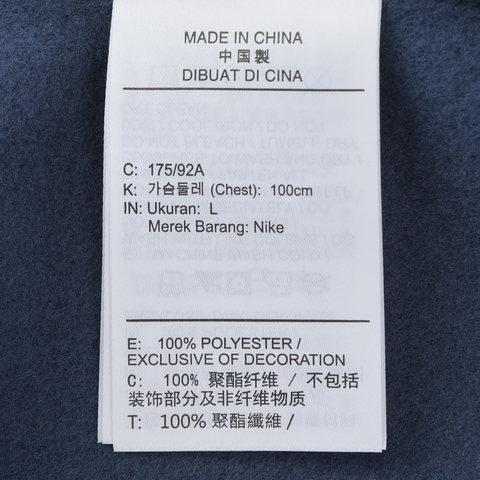 MADE IN CHINA
中国製
DIBUAT DI CINA
C: 175/92A
K: 가슴둘레 (Chest): 100cm
IN: Ukuran: L
Merek Barang: Nike
E: 100% POLYESTER /
EXCLUSIVE OF DECORATION
C: 100% 聚酯纤维 / 不包括
装饰部分及非纤维物质
T: 100% 聚酯纖維 /